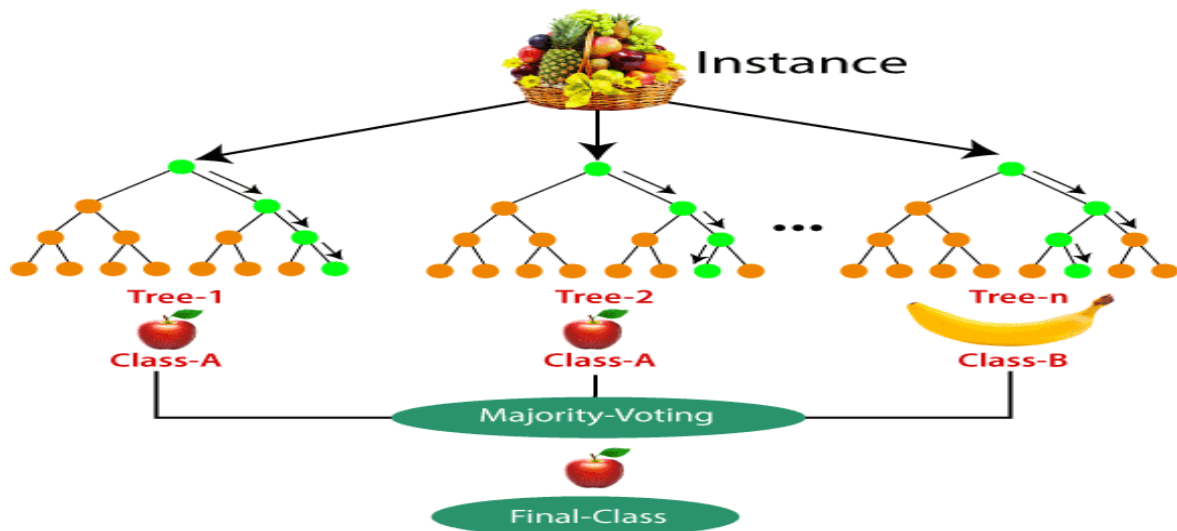 Instance
...
Tree-1
Tree-2
Tree-n
Class-A
Class-A
Class-B
Majority-Voting
Final-Class